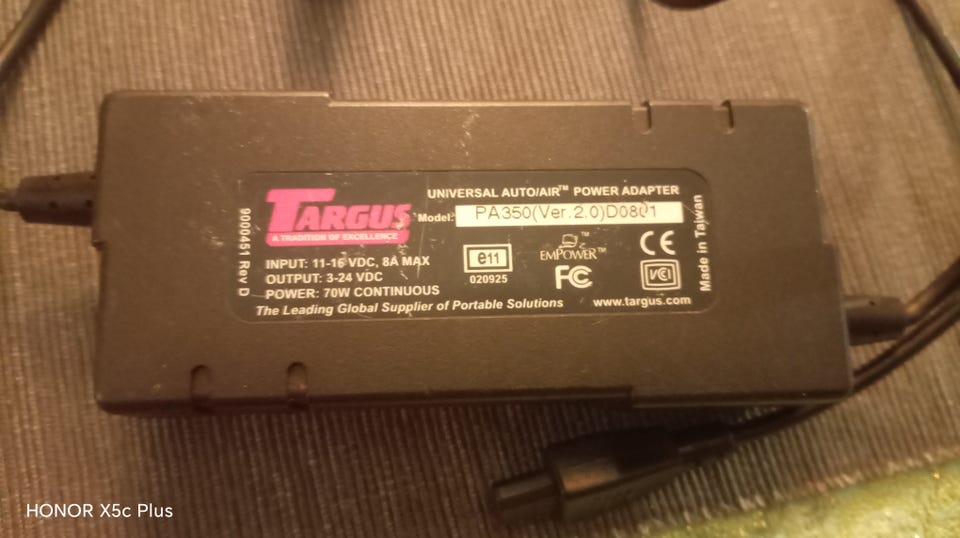 TARGUS
A TRADITION OF EXCELLENCE
UNIVERSAL AUTO/AIR™ POWER ADAPTER
Model: PA350(Ver.2.0)D0801
INPUT: 11-16 VDC, 8A MAX
OUTPUT: 3-24 VDC
POWER: 70W CONTINUOUS
e11
020925
EMPOWER™
FC
CE
VCI
The Leading Global Supplier of Portable Solutions
www.targus.com
9000451 Rev D
Made in Taiwan
HONOR X5c Plus